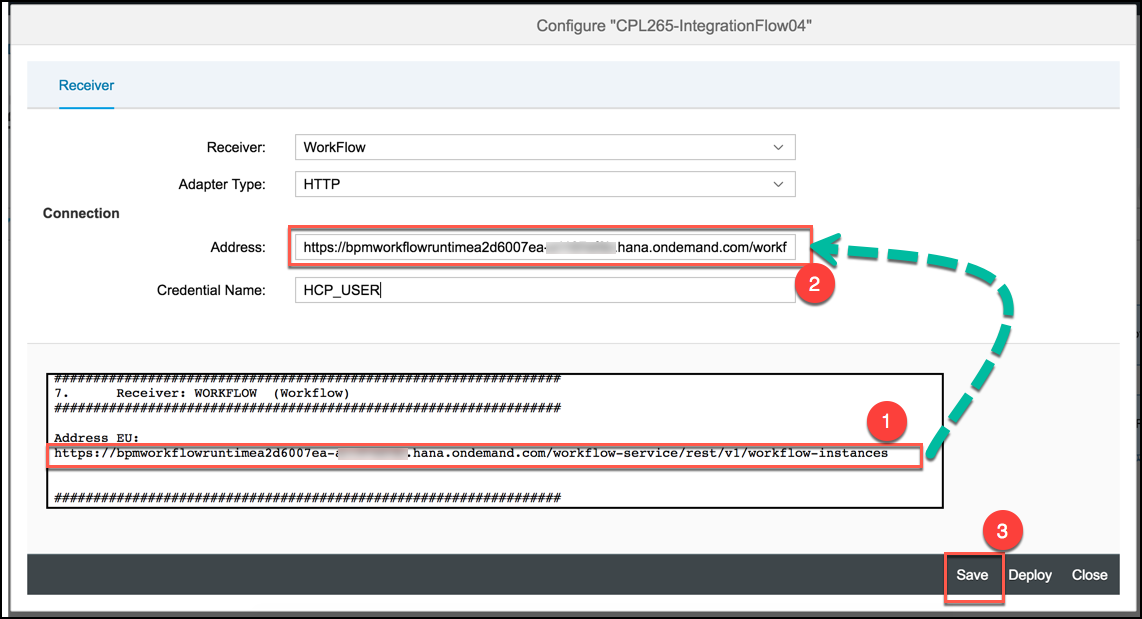 Configure "CPL265-IntegrationFlow04"
Receiver
Receiver: WorkFlow
Adapter Type: HTTP
Connection
Address: https://bpmworkflowruntimea2d6007ea- .hana.ondemand.com/workf
2
Credential Name: HCP_USER
#################################################################
7. Receiver: WORKFLOW (Workflow)
#################################################################
1
Address EU:
https://bpmworkflowruntimea2d6007ea- .hana.ondemand.com/workflow-service/rest/v1/workflow-instances
#################################################################
3
Save Deploy Close